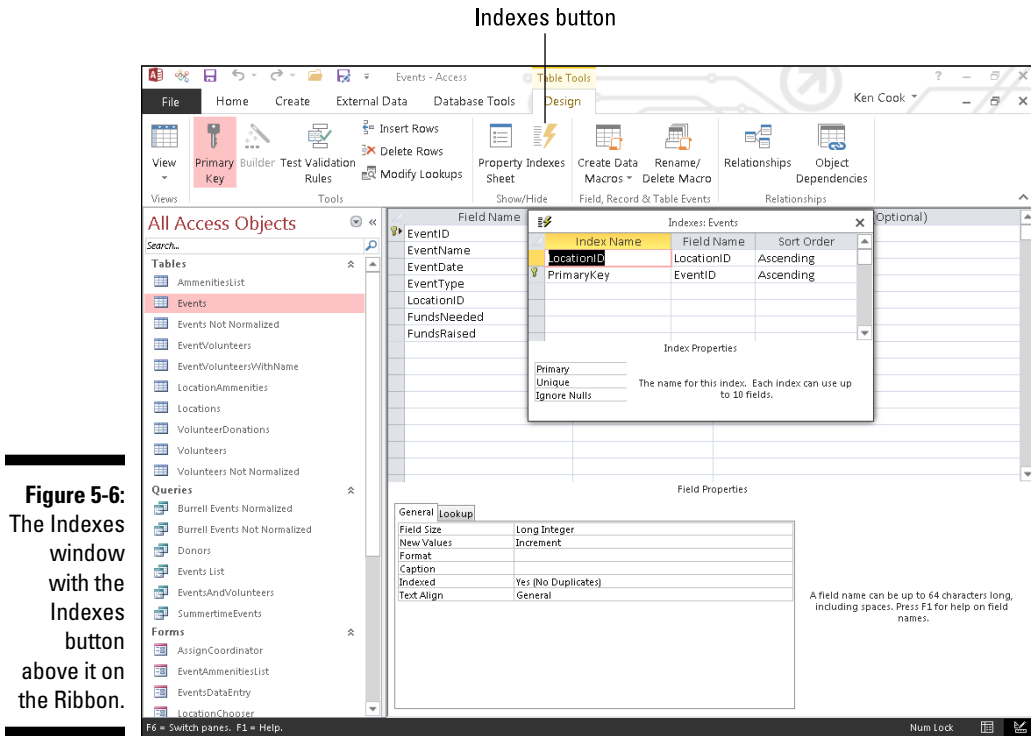 Indexes button
Events - Access
Table Tools
?
File
Home
Create
External Data
Database Tools
Design
Ken Cook
View
Primary Key
Builder
Test Validation Rules
Insert Rows
Delete Rows
Modify Lookups
Property Sheet
Indexes
Create Data Macros
Rename/ Delete Macro
Relationships
Object Dependencies
Views
Tools
Show/Hide
Field, Record & Table Events
Relationships
All Access Objects
Search...
Tables
AmmenitiesList
Events
Events Not Normalized
EventVolunteers
EventVolunteersWithName
LocationAmmenities
Locations
VolunteerDonations
Volunteers
Volunteers Not Normalized
Queries
Burrell Events Normalized
Burrell Events Not Normalized
Donors
Events List
EventsAndVolunteers
SummertimeEvents
Forms
AssignCoordinator
EventAmmenitiesList
EventsDataEntry
LocationChooser
Field Name
Optional)
EventID
EventName
EventDate
EventType
LocationID
FundsNeeded
FundsRaised
Indexes: Events
Index Name Field Name Sort Order
LocationID LocationID Ascending
PrimaryKey EventID Ascending
Index Properties
Primary
Unique
Ignore Nulls
The name for this index. Each index can use up
to 10 fields.
Field Properties
General Lookup
Field Size Long Integer
New Values Increment
Format
Caption
Indexed Yes (No Duplicates)
Text Align General
A field name can be up to 64 characters long,
including spaces. Press F1 for help on field
names.
F6 = Switch panes. F1 = Help.
Num Lock
Figure 5-6:
The Indexes
window
with the
Indexes
button
above it on
the Ribbon.